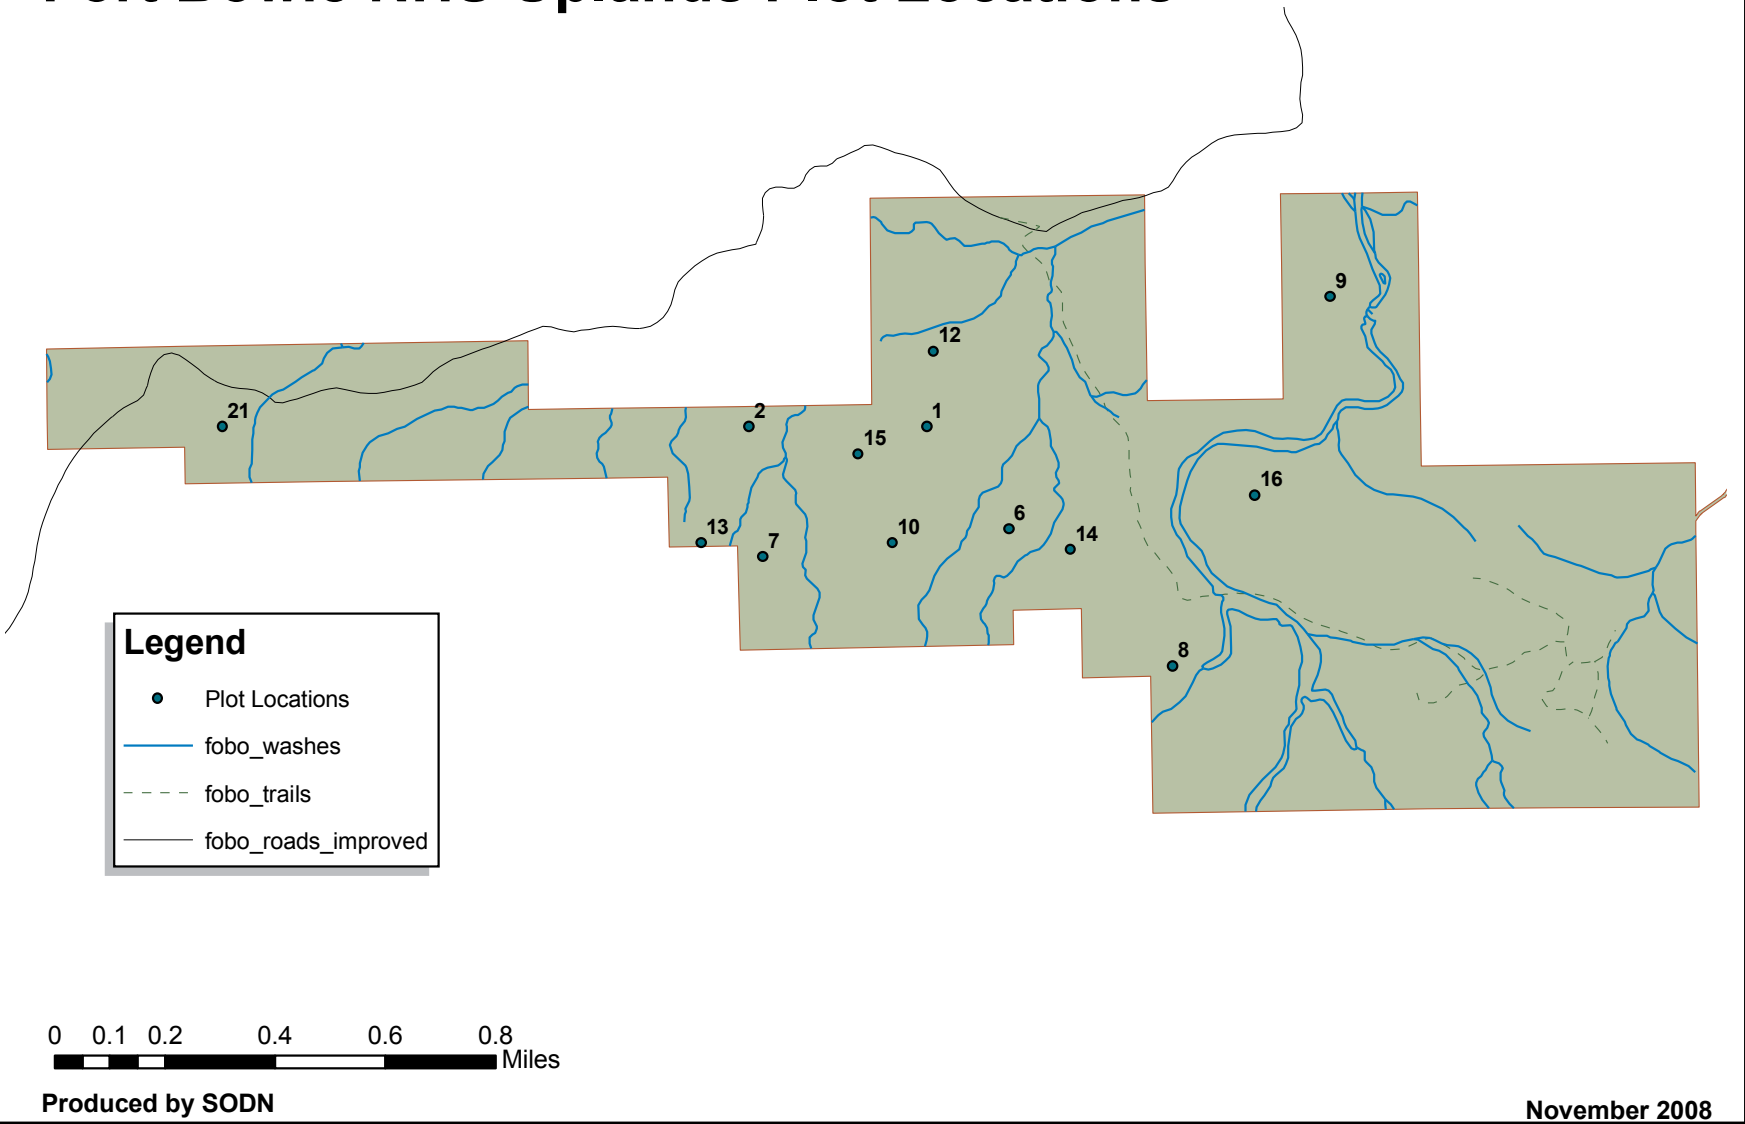 9
12
21
2
1
15
16
13
7
10
6
14
8
Legend
Plot Locations
fobo_washes
fobo_trails
fobo_roads_improved
0 0.1 0.2 0.4 0.6 0.8
Miles
Produced by SODN
November 2008